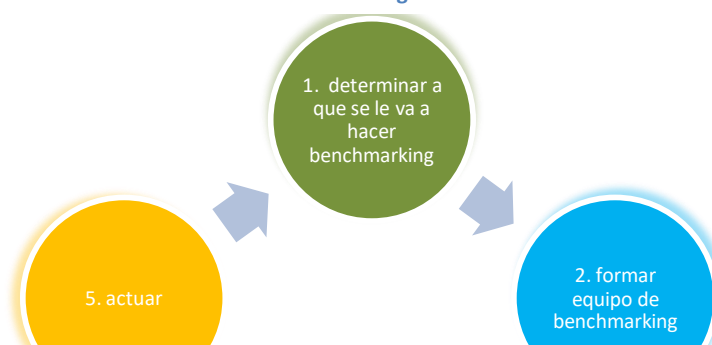 1. determinar a
que se le va a
hacer
benchmarking
5. actuar
2. formar
equipo de
benchmarking